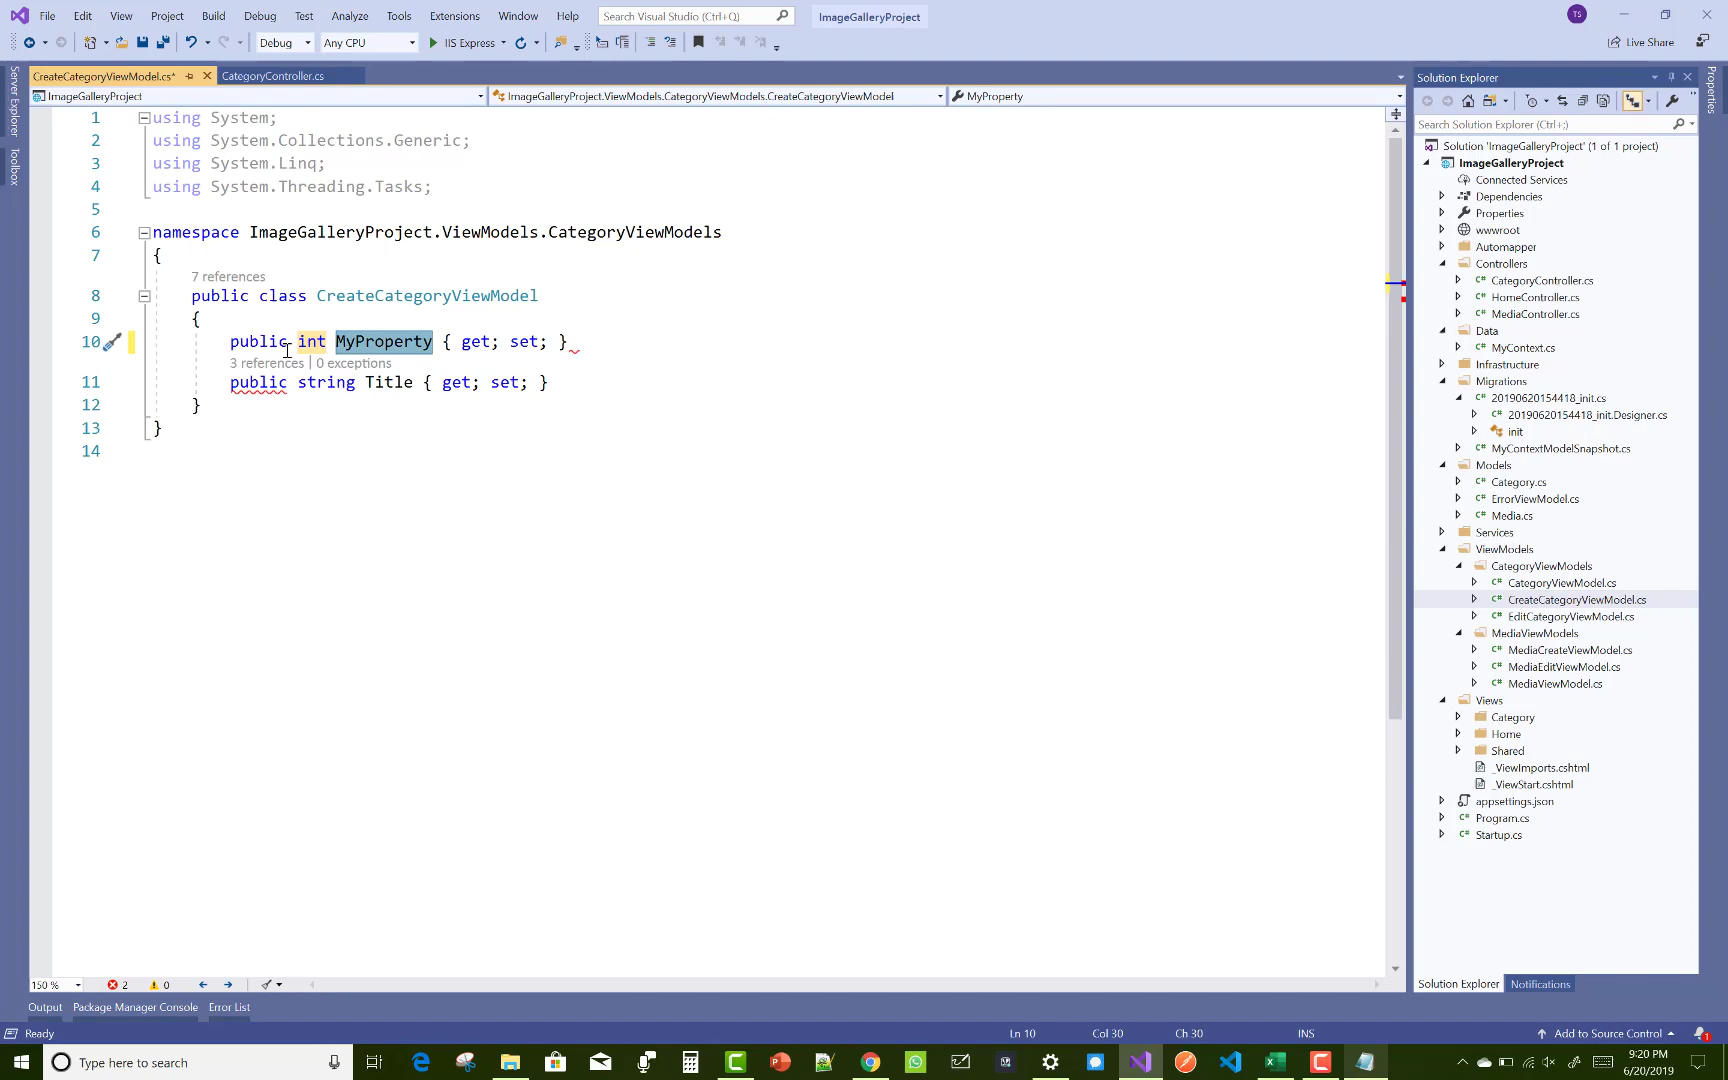 File Edit View Project Build Debug Test Analyze Tools Extensions Window Help Search Visual Studio (Ctrl+Q) ImageGalleryProject TS
Debug Any CPU IIS Express Live Share
CreateCategoryViewModel.cs* CategoryController.cs
ImageGalleryProject ImageGalleryProject.ViewModels.CategoryViewModels.CreateCategoryViewModel MyProperty
Server Explorer
Toolbox
1 using System;
2 using System.Collections.Generic;
3 using System.Linq;
4 using System.Threading.Tasks;
5
6 namespace ImageGalleryProject.ViewModels.CategoryViewModels
7 {
7 references
8 public class CreateCategoryViewModel
9 {
10 public int MyProperty { get; set; }
3 references | 0 exceptions
11 public string Title { get; set; }
12 }
13 }
14
150 % 2 0
Output Package Manager Console Error List
Solution Explorer
Search Solution Explorer (Ctrl+;)
Solution 'ImageGalleryProject' (1 of 1 project)
ImageGalleryProject
Connected Services
Dependencies
Properties
wwwroot
Automapper
Controllers
C# CategoryController.cs
C# HomeController.cs
C# MediaController.cs
Data
C# MyContext.cs
Infrastructure
Migrations
C# 20190620154418_init.cs
C# 20190620154418_init.Designer.cs
init
C# MyContextModelSnapshot.cs
Models
C# Category.cs
C# ErrorViewModel.cs
C# Media.cs
Services
ViewModels
CategoryViewModels
C# CategoryViewModel.cs
C# CreateCategoryViewModel.cs
C# EditCategoryViewModel.cs
MediaViewModels
C# MediaCreateViewModel.cs
C# MediaEditViewModel.cs
C# MediaViewModel.cs
Views
Category
Home
Shared
_ViewImports.cshtml
_ViewStart.cshtml
appsettings.json
C# Program.cs
C# Startup.cs
Solution Explorer Notifications
Properties
Ready Ln 10 Col 30 Ch 30 INS Add to Source Control 1
Type here to search
9:20 PM
6/20/2019